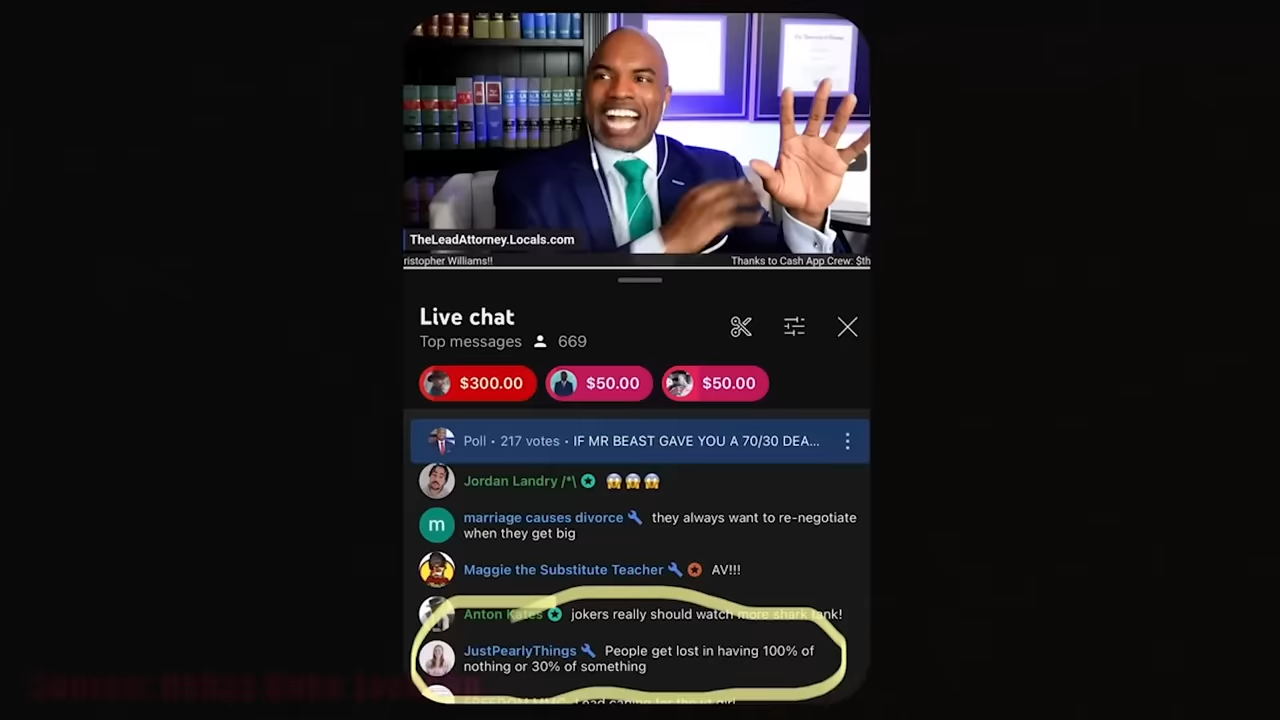 TheLeadAttorney.Locals.com
ristopher Williams!! Thanks to Cash App Crew: $th
Live chat
Top messages 669
$300.00 $50.00 $50.00
Poll • 217 votes • IF MR BEAST GAVE YOU A 70/30 DEA...
Jordan Landry /*\ 😱😱😱
m marriage causes divorce they always want to re-negotiate
when they get big
Maggie the Substitute Teacher AV!!!
Anton Kates jokers really should watch more shark tank!
JustPearlyThings People get lost in having 100% of
nothing or 30% of something